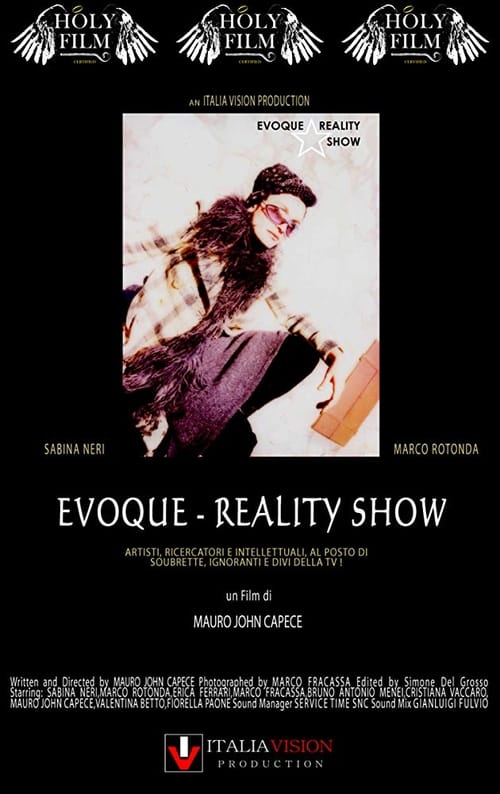 HOLY FILM CERTIFIED
HOLY FILM CERTIFIED
HOLY FILM CERTIFIED
AN ITALIA VISION PRODUCTION
EVOQUE REALITY
SHOW
SABINA NERI
MARCO ROTONDA
EVOQUE - REALITY SHOW
ARTISTI, RICERCATORI E INTELLETTUALI, AL POSTO DI
SOUBRETTE, IGNORANTI E DIVI DELLA TV !
un Film di
MAURO JOHN CAPECE
Written and Directed by MAURO JOHN CAPECE Photographed by MARCO FRACASSA Edited by Simone Del Grosso
Starring: SABINA NERI,MARCO ROTONDA,ERICA FERRARI,MARCO FRACASSA,BRUNO ANTONIO MENEI,CRISTIANA VACCARO,
MAURO JOHN CAPECE,VALENTINA BETTO,FIORELLA PAONE Sound Manager SERVICE TIME SNC Sound Mix GIANLUIGI FULVIO
ITALIAVISION
PRODUCTION